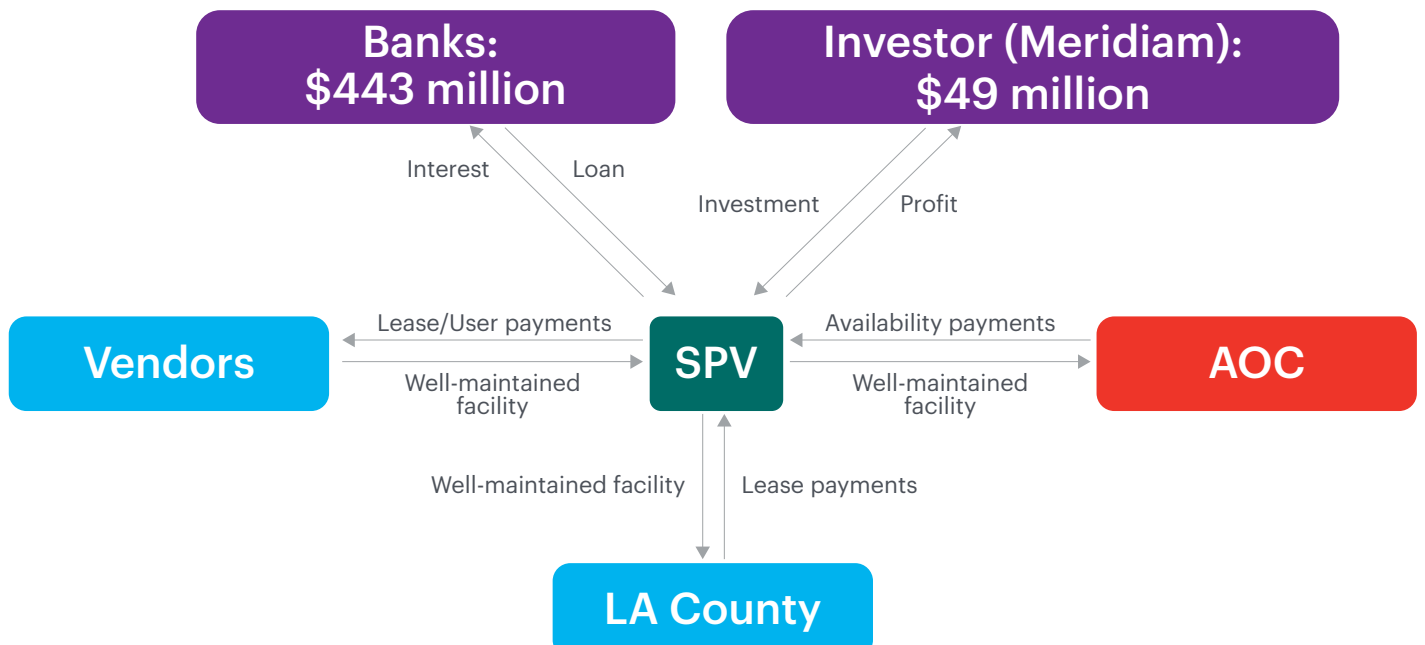 Banks:
$443 million
Investor (Meridiam):
$49 million
Interest
Loan
Investment
Profit
Lease/User payments
Availability payments
Vendors
SPV
AOC
Well-maintained
facility
Well-maintained
facility
Well-maintained facility
Lease payments
LA County